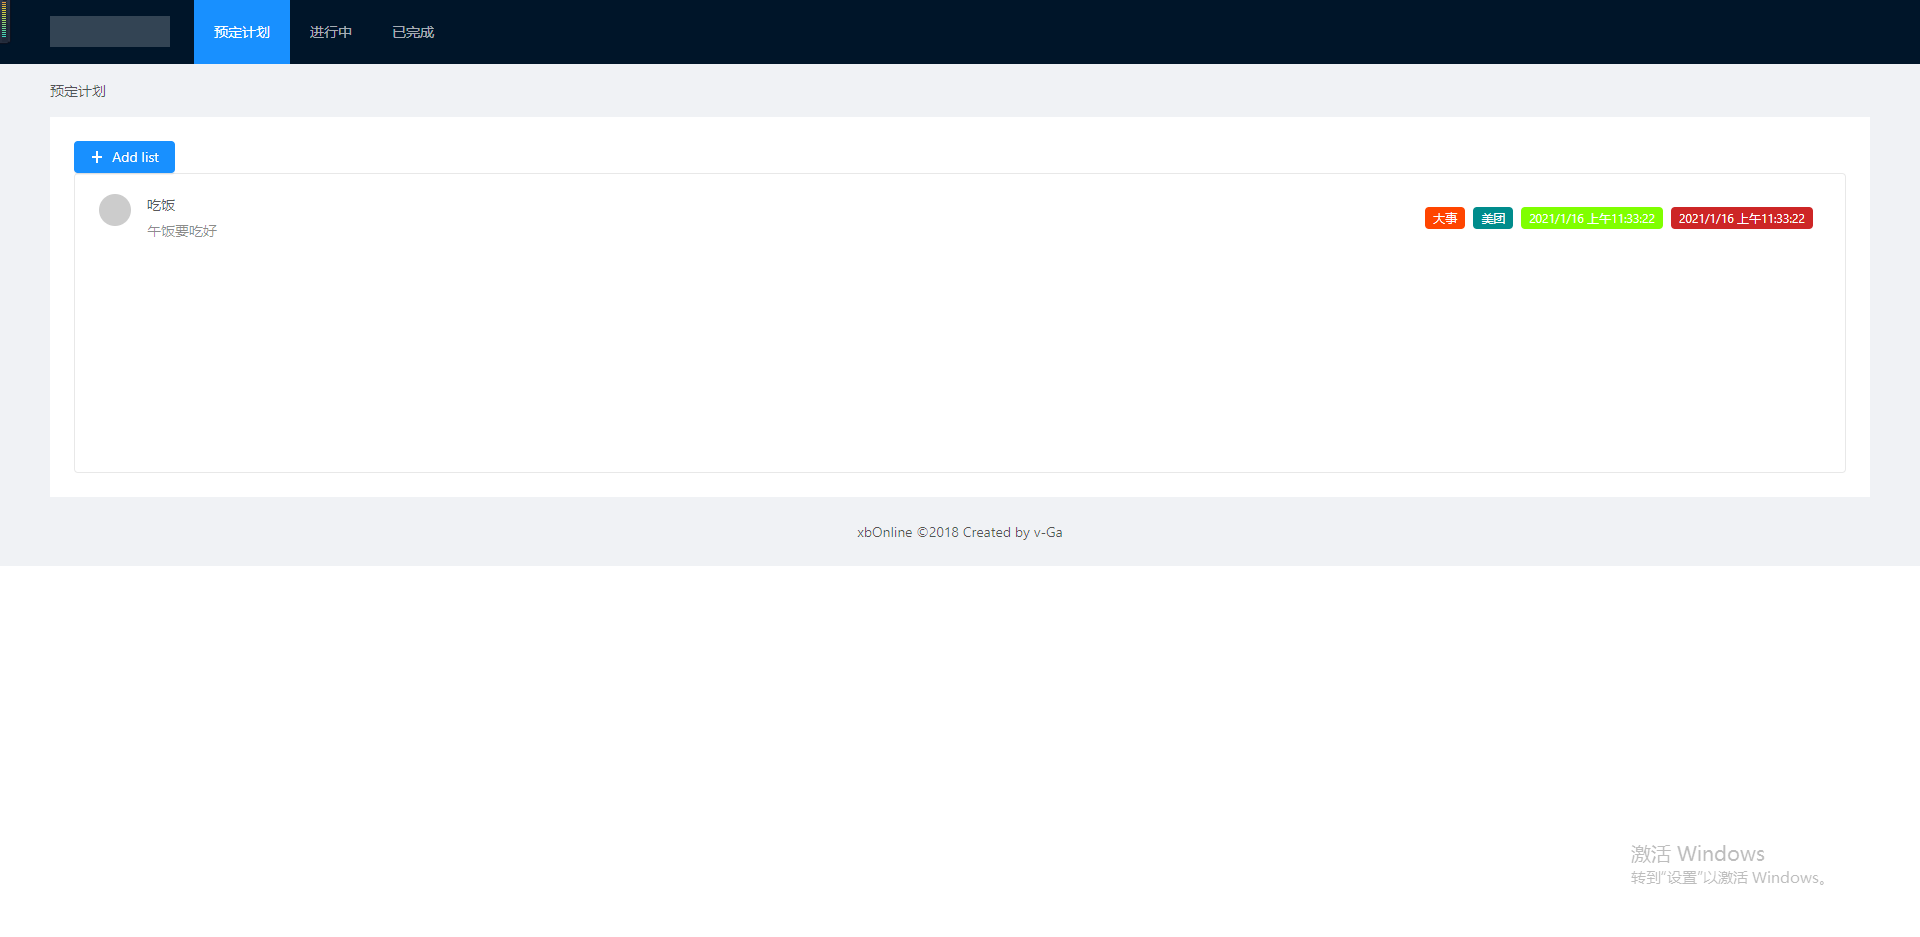 预定计划 进行中 已完成
预定计划
+ Add list
吃饭 大事 美团 2021/1/16 上午11:33:22 2021/1/16 上午11:33:22
午饭要吃好
xbOnline ©2018 Created by v-Ga
激活 Windows
转到“设置”以激活 Windows。